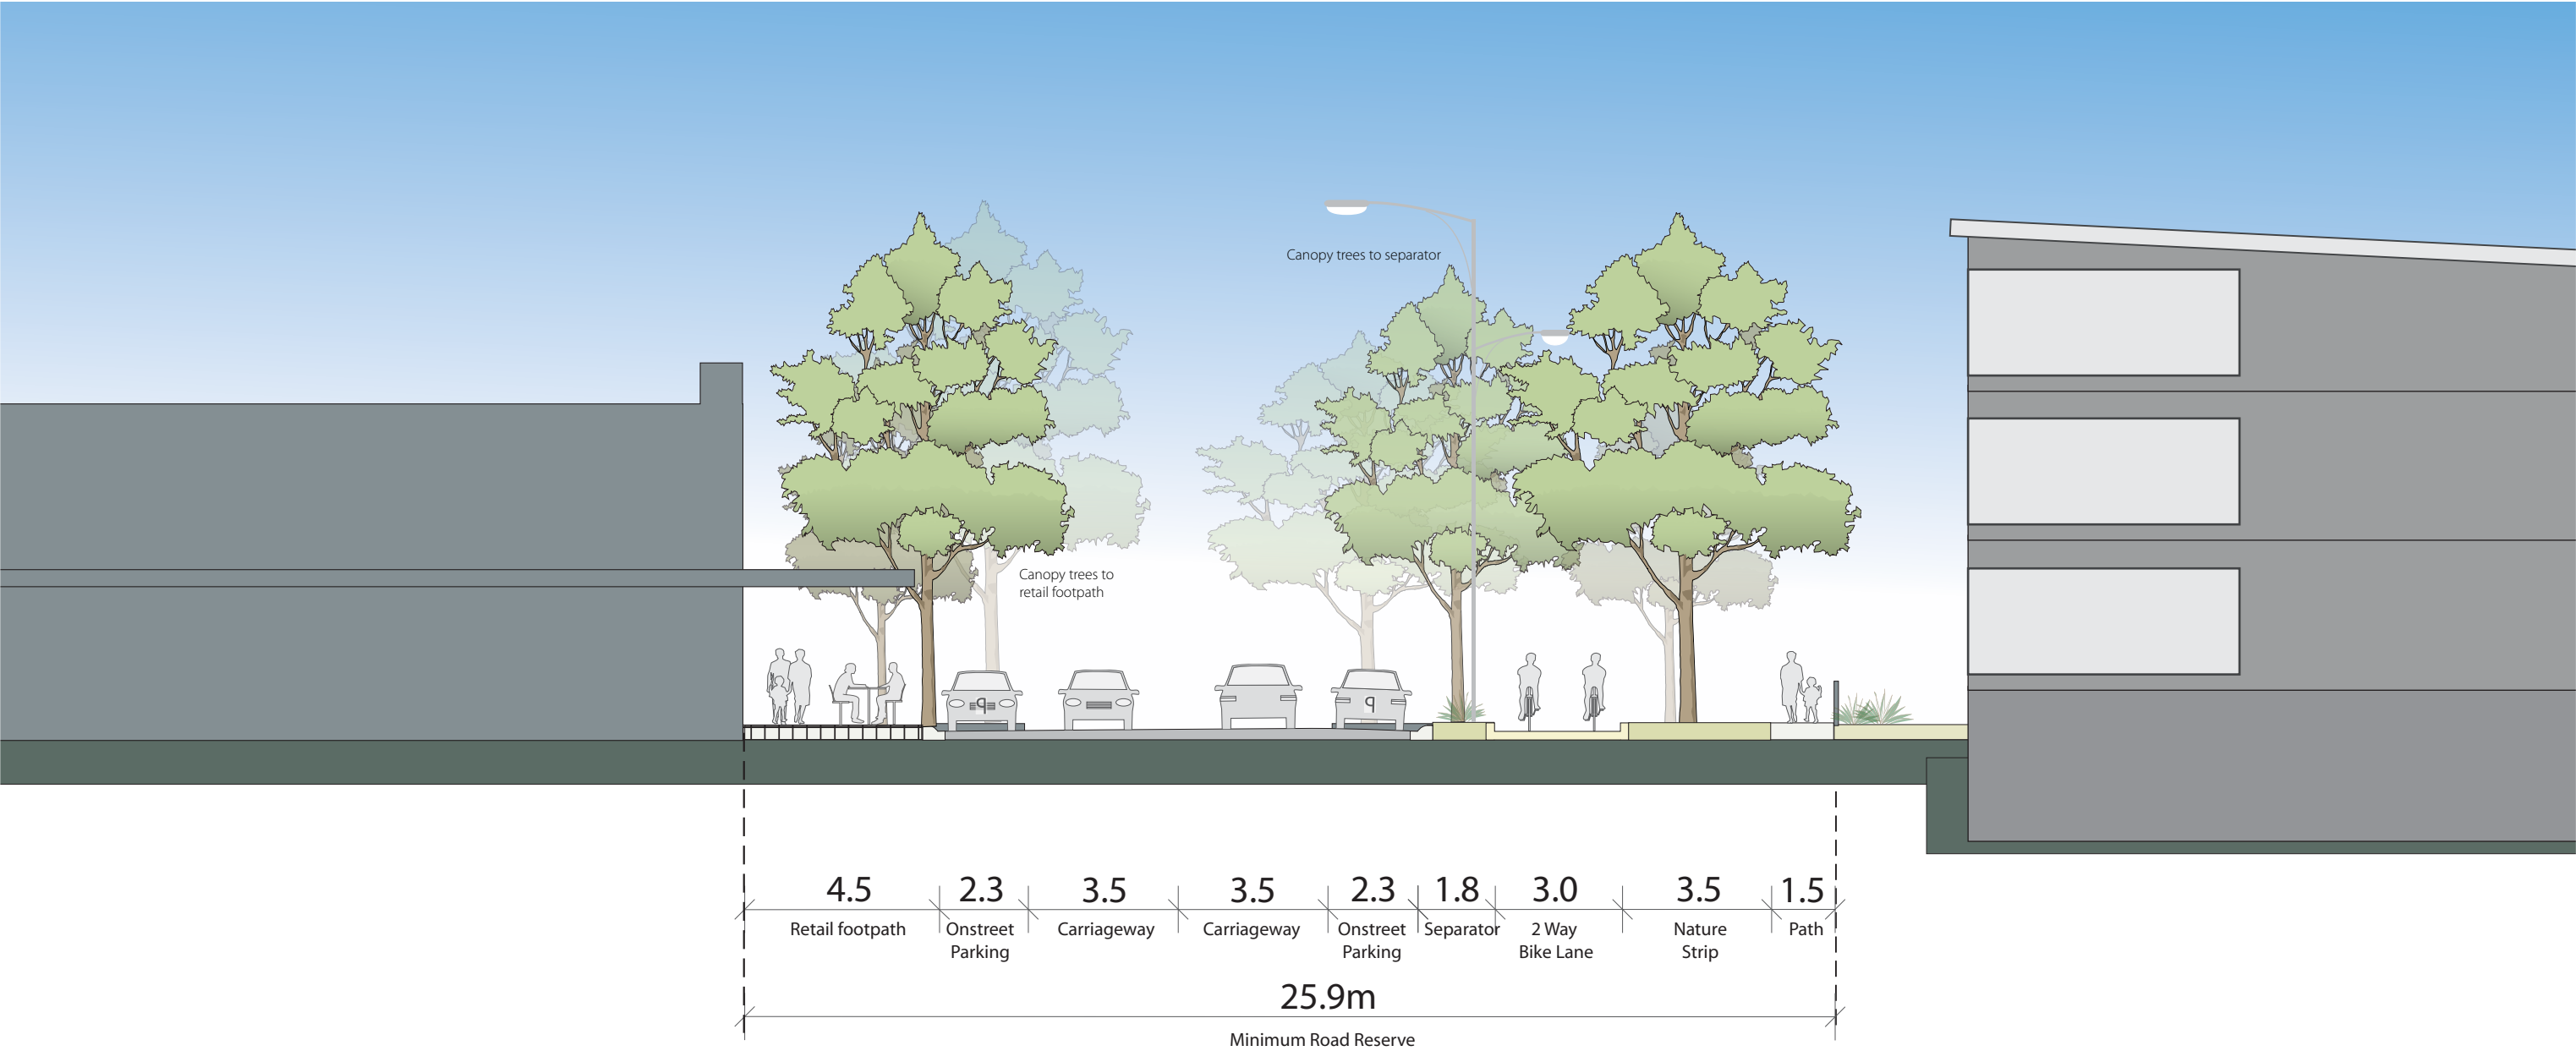 Canopy trees to separator
Canopy trees to
retail footpath
4.5
2.3
3.5
3.5
2.3
1.8
3.0
3.5
1.5
Retail footpath
Onstreet
Parking
Carriageway
Carriageway
Onstreet
Parking
Separator
2 Way
Bike Lane
Nature
Strip
Path
25.9m
Minimum Road Reserve